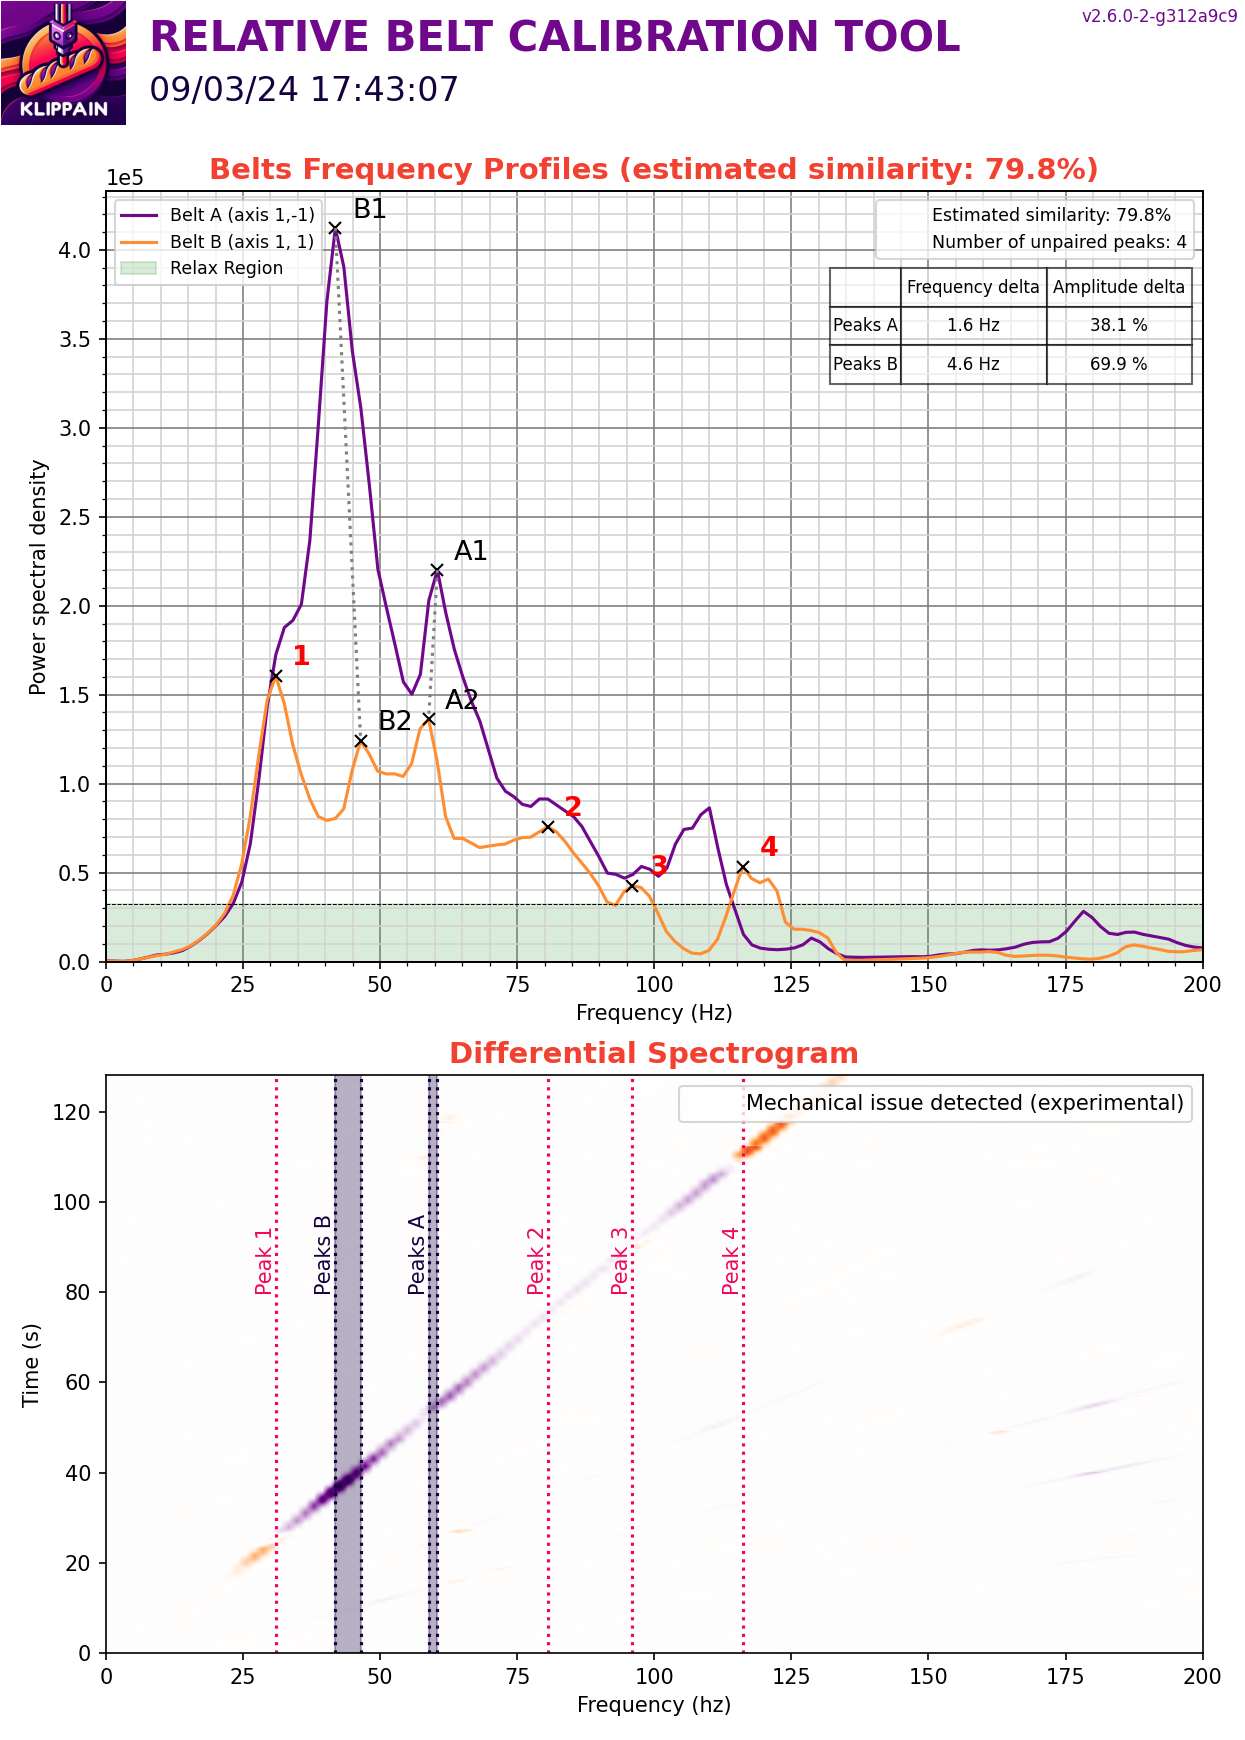 v2.6.0-2-g312a9c9
RELATIVE BELT CALIBRATION TOOL
09/03/24 17:43:07
KLIPPAIN
Belts Frequency Profiles (estimated similarity: 79.8%)
1e5
Belt A (axis 1,-1)
Belt B (axis 1, 1)
Relax Region
Estimated similarity: 79.8%
Number of unpaired peaks: 4
Frequency delta Amplitude delta
Peaks A 1.6 Hz 38.1 %
Peaks B 4.6 Hz 69.9 %
B1
A1
1
A2
B2
2
3
4
Power spectral density
4.0
3.5
3.0
2.5
2.0
1.5
1.0
0.5
0.0
0 25 50 75 100 125 150 175 200
Frequency (Hz)
Differential Spectrogram
Mechanical issue detected (experimental)
Peak 1
Peaks B
Peaks A
Peak 2
Peak 3
Peak 4
Time (s)
120
100
80
60
40
20
0
0 25 50 75 100 125 150 175 200
Frequency (hz)